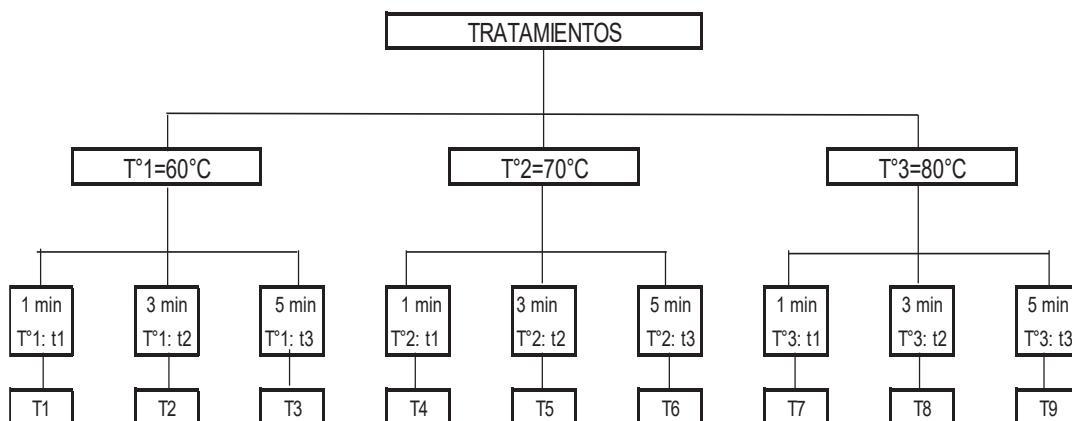 TRATAMIENTOS
T°1=60°C
T°2=70°C
T°3=80°C
1 min
T°1: t1
3 min
T°1: t2
5 min
T°1: t3
1 min
T°2: t1
3 min
T°2: t2
5 min
T°2: t3
1 min
T°3: t1
3 min
T°3: t2
5 min
T°3: t3
T1
T2
T3
T4
T5
T6
T7
T8
T9